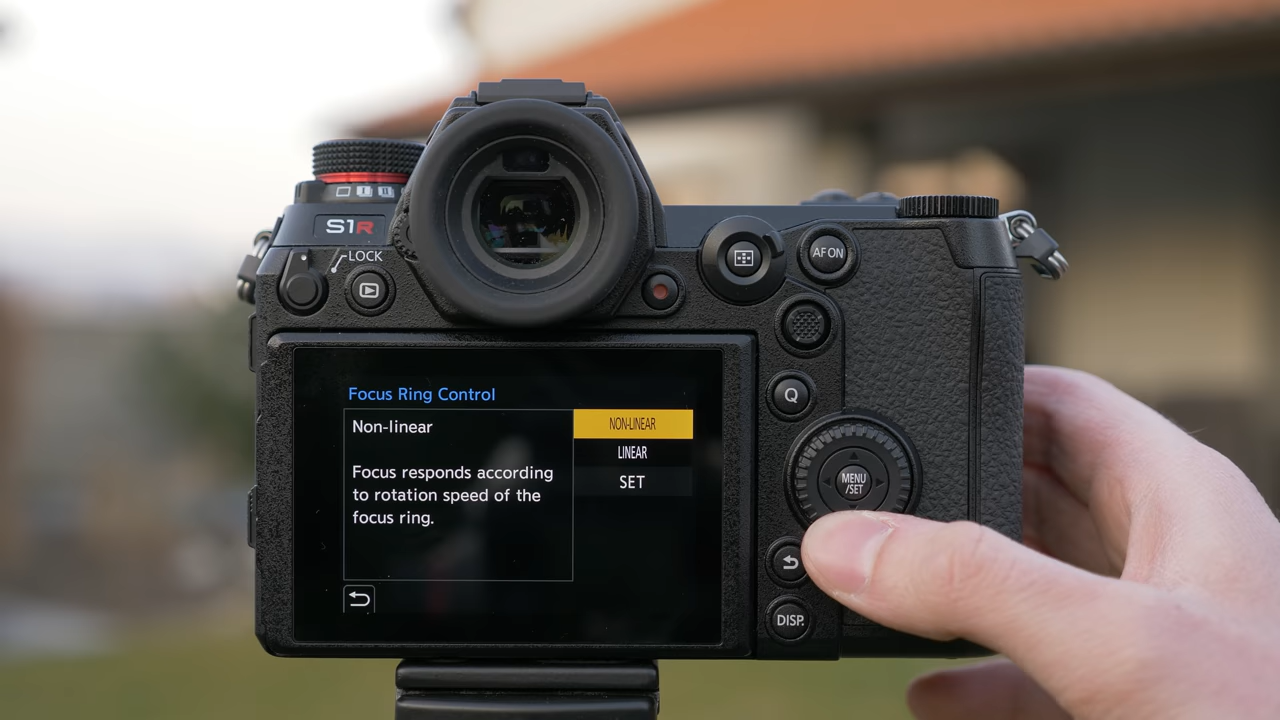 S1R
LOCK
AF ON
Q
MENU
/SET
DISP.
Focus Ring Control
Non-linear
Focus responds according
to rotation speed of the
focus ring.
NON-LINEAR
LINEAR
SET